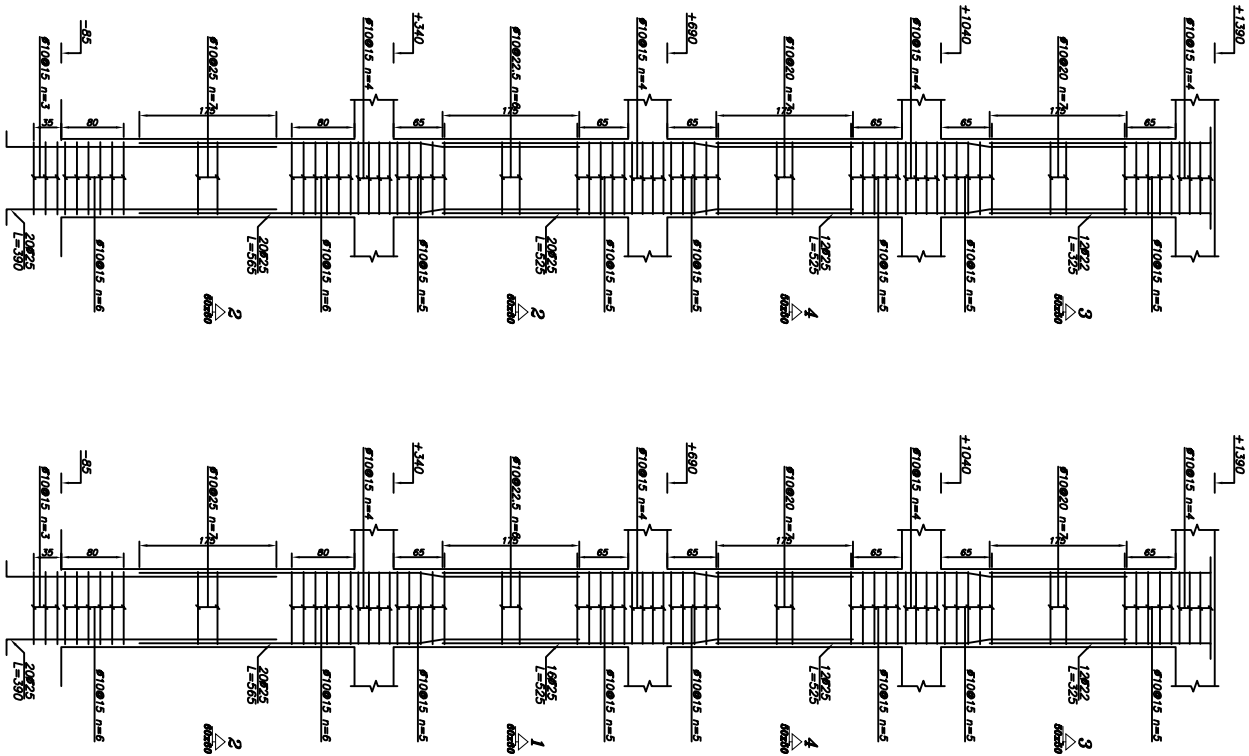 -85
Ø10@15 n=3
Ø10@25 n=7
+340
Ø10@15 n=4
Ø10@22.5 n=6
+690
Ø10@15 n=4
Ø10@20 n=7
+1040
Ø10@15 n=4
Ø10@20 n=7
+1390
Ø10@15 n=4
35
80
175
80
65
175
65
65
175
65
65
175
65
20Ø25
L=390
Ø10@15 n=6
20Ø25
L=565
Ø10@15 n=6
Ø10@15 n=5
20Ø25
L=525
Ø10@15 n=5
Ø10@15 n=5
12Ø25
L=525
Ø10@15 n=5
Ø10@15 n=5
12Ø22
L=325
Ø10@15 n=5
2
2
4
3
-85
Ø10@15 n=3
Ø10@25 n=7
+340
Ø10@15 n=4
Ø10@22.5 n=6
+690
Ø10@15 n=4
Ø10@20 n=7
+1040
Ø10@15 n=4
Ø10@20 n=7
+1390
Ø10@15 n=4
35
80
175
80
65
175
65
65
175
65
65
175
65
20Ø25
L=390
Ø10@15 n=6
20Ø25
L=565
Ø10@15 n=6
Ø10@15 n=5
16Ø25
L=525
Ø10@15 n=5
Ø10@15 n=5
12Ø25
L=525
Ø10@15 n=5
Ø10@15 n=5
12Ø22
L=325
Ø10@15 n=5
2
1
4
3